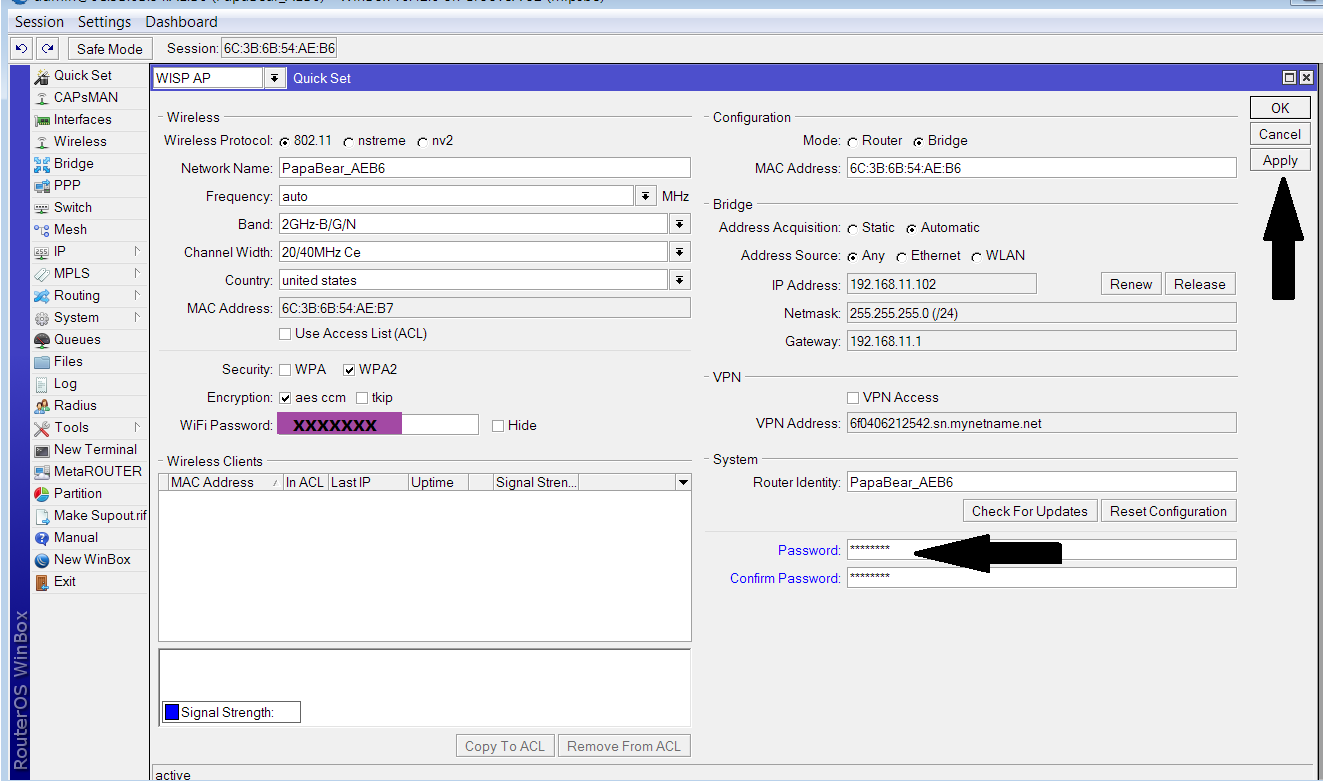 Session Settings Dashboard
Safe Mode Session: 6C:3B:6B:54:AE:B6
Quick Set
CAPsMAN
Interfaces
Wireless
Bridge
PPP
Switch
Mesh
IP
MPLS
Routing
System
Queues
Files
Log
Radius
Tools
New Terminal
MetaROUTER
Partition
Make Supout.rif
Manual
New WinBox
Exit
RouterOS WinBox
WISP AP Quick Set
Wireless
Wireless Protocol: 802.11 nstreme nv2
Network Name: PapaBear_AEB6
Frequency: auto MHz
Band: 2GHz-B/G/N
Channel Width: 20/40MHz Ce
Country: united states
MAC Address: 6C:3B:6B:54:AE:B7
Use Access List (ACL)
Security: WPA WPA2
Encryption: aes ccm tkip
WiFi Password: XXXXXXX Hide
Wireless Clients
MAC Address In ACL Last IP Uptime Signal Stren...
Signal Strength:
Copy To ACL Remove From ACL
active
Configuration
Mode: Router Bridge
MAC Address: 6C:3B:6B:54:AE:B6
Bridge
Address Acquisition: Static Automatic
Address Source: Any Ethernet WLAN
IP Address: 192.168.11.102 Renew Release
Netmask: 255.255.255.0 (/24)
Gateway: 192.168.11.1
VPN
VPN Access
VPN Address: 6f0406212542.sn.mynetname.net
System
Router Identity: PapaBear_AEB6
Check For Updates Reset Configuration
Password: ********
Confirm Password: ********
OK
Cancel
Apply